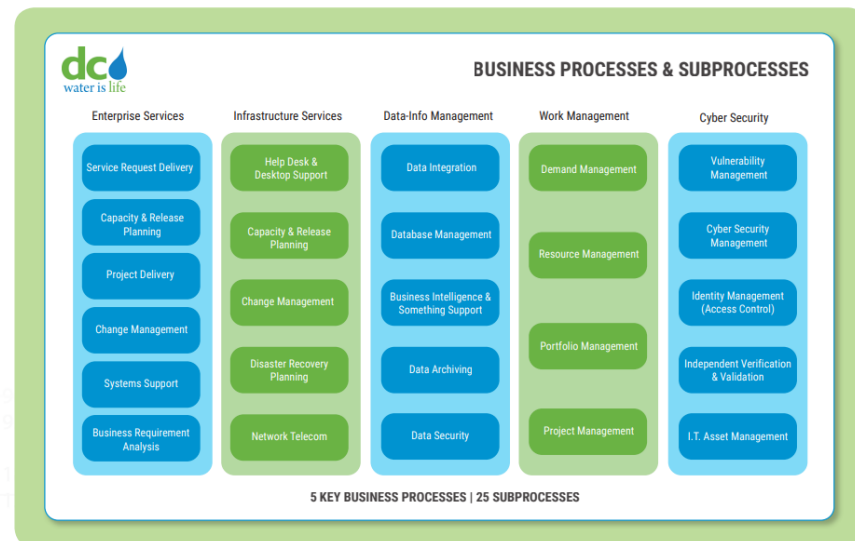 dc
water is life
BUSINESS PROCESSES & SUBPROCESSES
Enterprise Services
Service Request Delivery
Capacity & Release
Planning
Project Delivery
Change Management
Systems Support
Business Requirement
Analysis
Infrastructure Services
Help Desk &
Desktop Support
Capacity & Release
Planning
Change Management
Disaster Recovery
Planning
Network Telecom
Data-Info Management
Data Integration
Database Management
Business Intelligence &
Something Support
Data Archiving
Data Security
Work Management
Demand Management
Resource Management
Portfolio Management
Project Management
Cyber Security
Vulnerability
Management
Cyber Security
Management
Identity Management
(Access Control)
Independent Verification
& Validation
I.T. Asset Management
5 KEY BUSINESS PROCESSES | 25 SUBPROCESSES